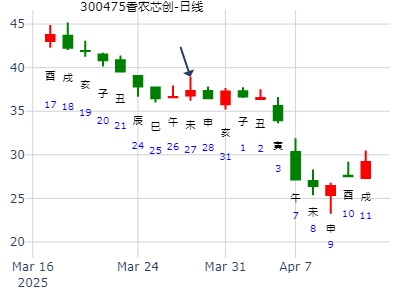 300475香农芯创-日线
45
40
35
30
25
20
酉
17
戌
18
亥
19
子
20
丑
21
辰
24
巳
25
午
26
未
27
申
28
亥
31
子
1
丑
2
寅
3
午
7
未
8
申
9
酉
10
戌
11
Mar 16
2025
Mar 24
Mar 31
Apr 7